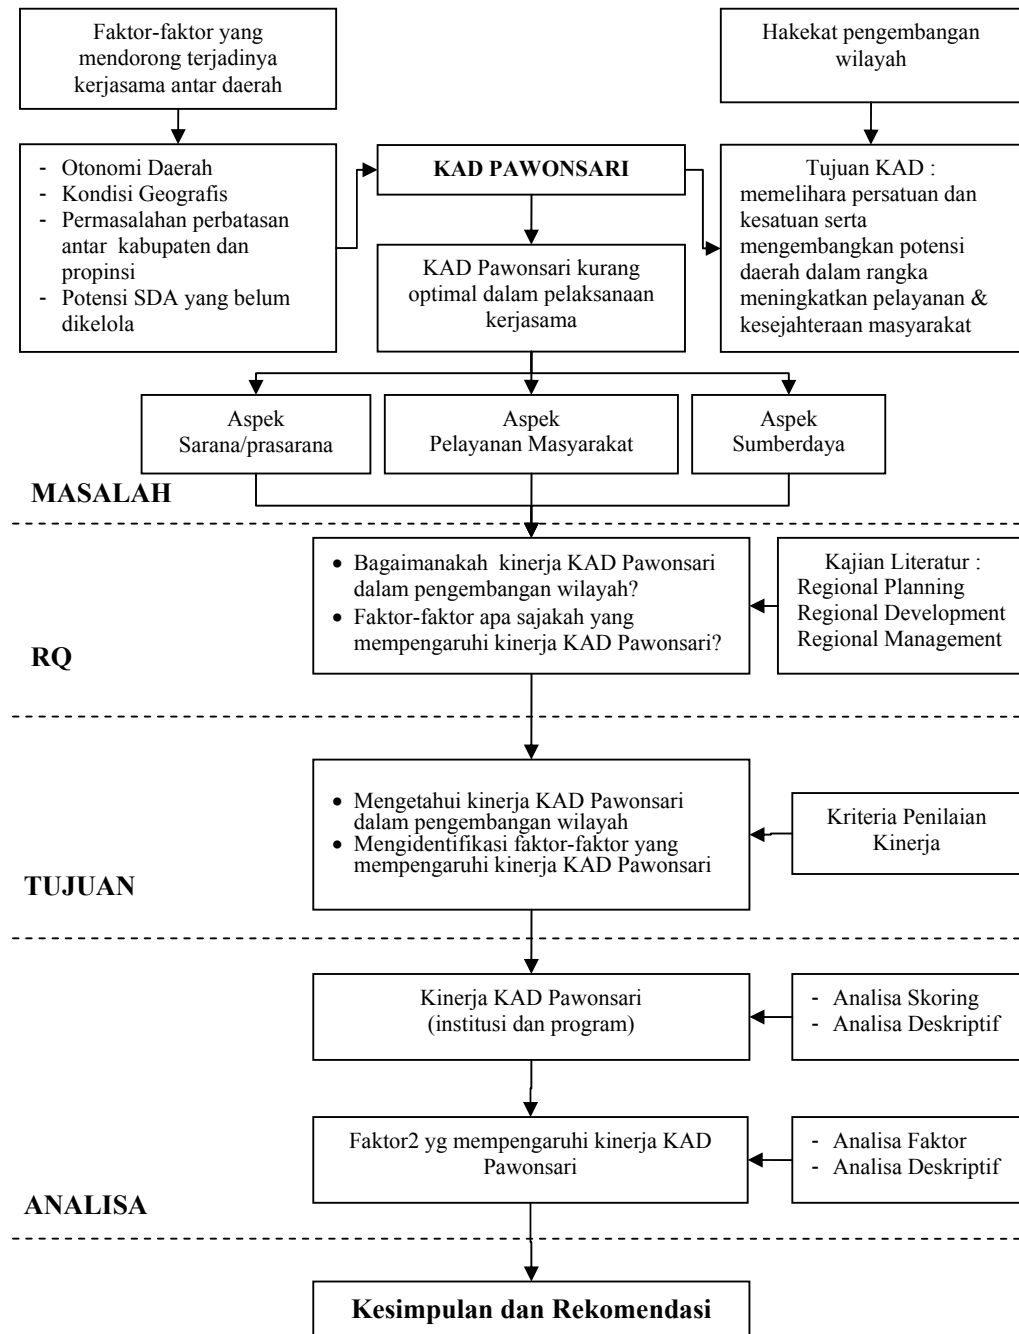 Faktor-faktor yang
mendorong terjadinya
kerjasama antar daerah
Hakekat pengembangan
wilayah
- Otonomi Daerah
- Kondisi Geografis
- Permasalahan perbatasan
antar kabupaten dan
propinsi
- Potensi SDA yang belum
dikelola
KAD PAWONSARI
Tujuan KAD :
memelihara persatuan dan
kesatuan serta
mengembangkan potensi
daerah dalam rangka
meningkatkan pelayanan &
kesejahteraan masyarakat
KAD Pawonsari kurang
optimal dalam pelaksanaan
kerjasama
Aspek
Sarana/prasarana
Aspek
Pelayanan Masyarakat
Aspek
Sumberdaya
MASALAH
• Bagaimanakah kinerja KAD Pawonsari
dalam pengembangan wilayah?
• Faktor-faktor apa sajakah yang
mempengaruhi kinerja KAD Pawonsari?
Kajian Literatur :
Regional Planning
Regional Development
Regional Management
RQ
• Mengetahui kinerja KAD Pawonsari
dalam pengembangan wilayah
• Mengidentifikasi faktor-faktor yang
mempengaruhi kinerja KAD Pawonsari
Kriteria Penilaian
Kinerja
TUJUAN
Kinerja KAD Pawonsari
(institusi dan program)
- Analisa Skoring
- Analisa Deskriptif
Faktor2 yg mempengaruhi kinerja KAD
Pawonsari
- Analisa Faktor
- Analisa Deskriptif
ANALISA
Kesimpulan dan Rekomendasi